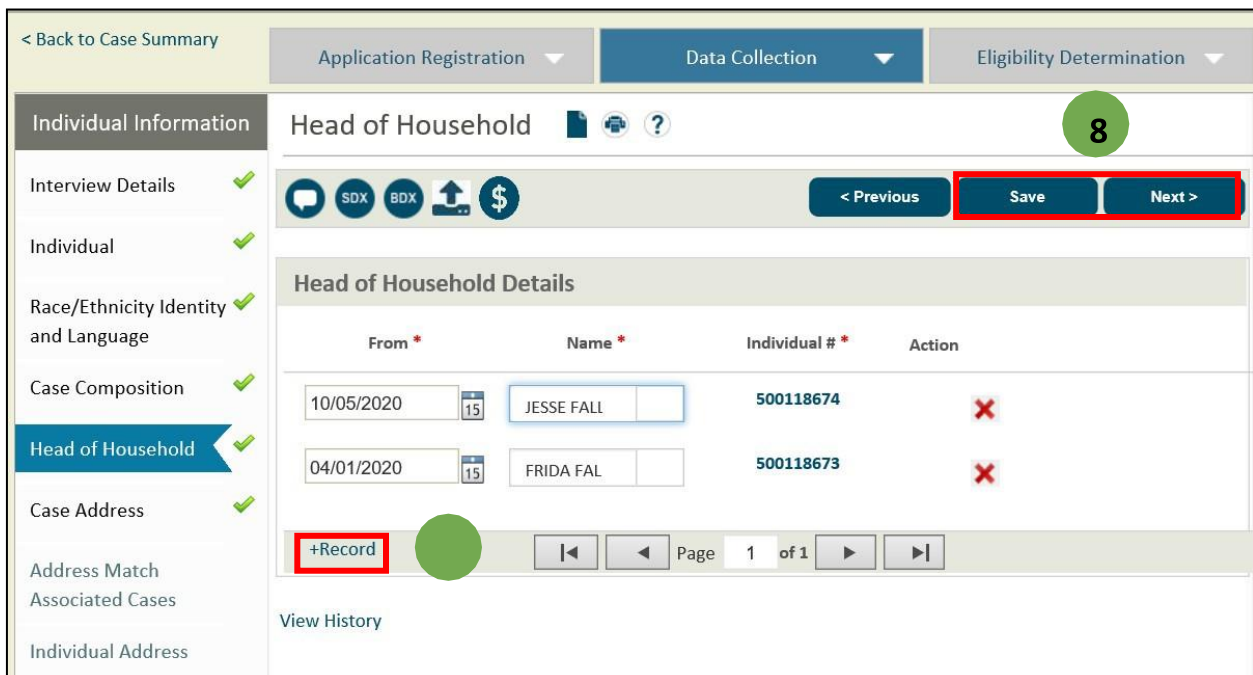 < Back to Case Summary
Application Registration
Data Collection
Eligibility Determination
Individual Information
Head of Household
?
8
Interview Details
SDX
BDX
$
< Previous
Save
Next >
Individual
Head of Household Details
Race/Ethnicity Identity
and Language
From *
Name *
Individual # *
Action
Case Composition
10/05/2020
15
JESSE FALL
500118674
Head of Household
04/01/2020
15
FRIDA FAL
500118673
Case Address
+Record
Page 1 of 1
Address Match
Associated Cases
View History
Individual Address